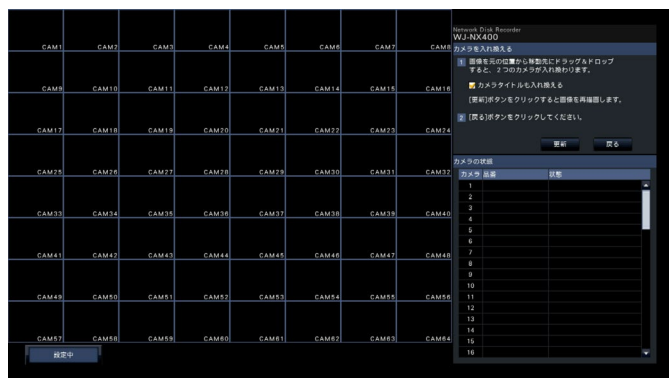 CAM1 CAM2 CAM3 CAM4 CAM5 CAM6 CAM7 CAM8
CAM9 CAM10 CAM11 CAM12 CAM13 CAM14 CAM15 CAM16
CAM17 CAM18 CAM19 CAM20 CAM21 CAM22 CAM23 CAM24
CAM25 CAM26 CAM27 CAM28 CAM29 CAM30 CAM31 CAM32
CAM33 CAM34 CAM35 CAM36 CAM37 CAM38 CAM39 CAM40
CAM41 CAM42 CAM43 CAM44 CAM45 CAM46 CAM47 CAM48
CAM49 CAM50 CAM51 CAM52 CAM53 CAM54 CAM55 CAM56
CAM57 CAM58 CAM59 CAM60 CAM61 CAM62 CAM63 CAM64
設定中
Network Disk Recorder
WJ-NX400
カメラを入れ換える
1 画像を元の位置から移動先にドラッグ&ドロップ
すると、2つのカメラが入れ換わります。
カメラタイトルも入れ換える
[更新]ボタンをクリックすると画像を再描画します。
2 [戻る]ボタンをクリックしてください。
更新 戻る
カメラの状態
カメラ 品番 状態
1
2
3
4
5
6
7
8
9
10
11
12
13
14
15
16